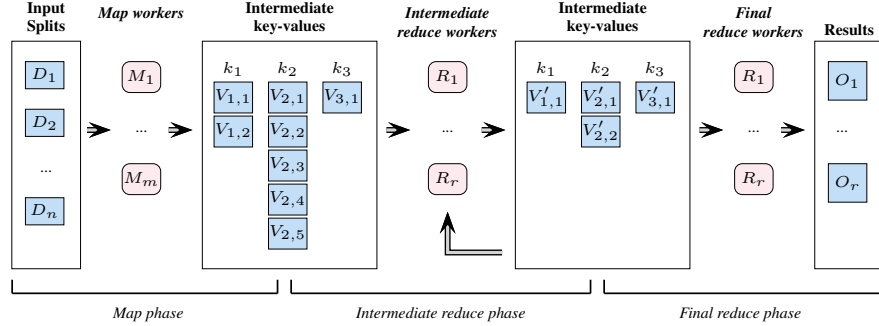 Input
Splits
Map workers
Intermediate
key-values
Intermediate
reduce workers
Intermediate
key-values
Final
reduce workers
Results
D1
D2
...
Dn
M1
...
Mm
k1 k2 k3
V1,1 V2,1 V3,1
V1,2 V2,2
V2,3
V2,4
V2,5
R1
...
Rr
k1 k2 k3
V′1,1 V′2,1 V′3,1
V′2,2
R1
...
Rr
O1
...
Or
Map phase
Intermediate reduce phase
Final reduce phase